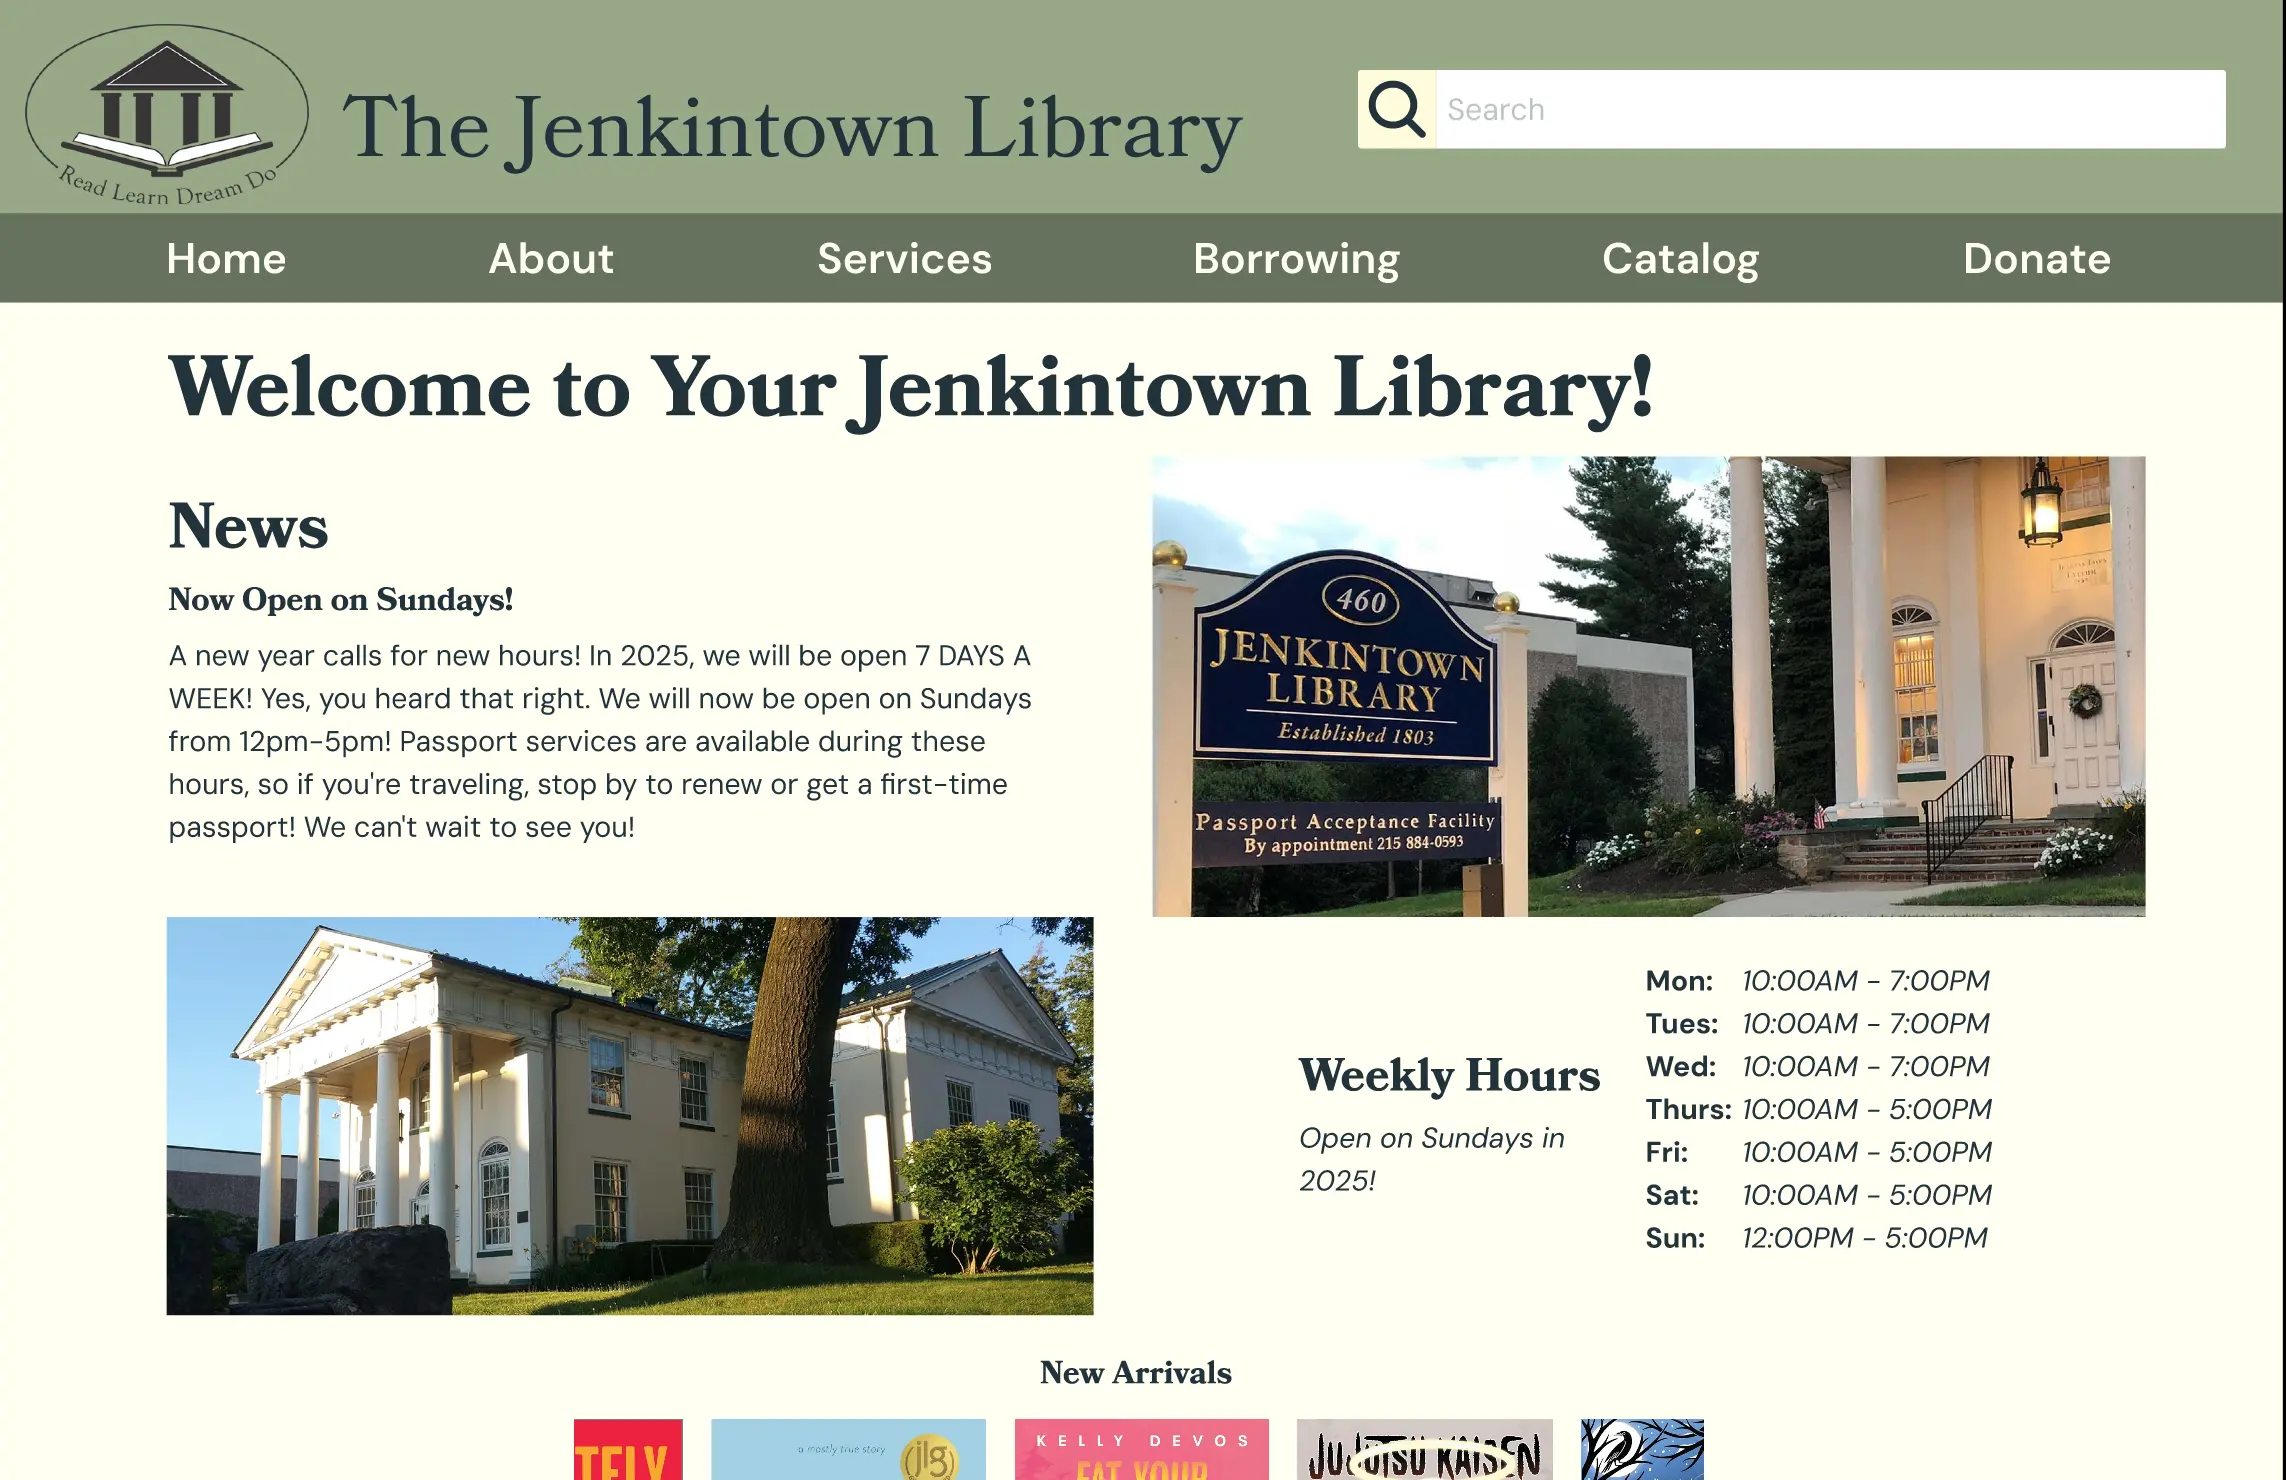 Read Learn Dream Do
The Jenkintown Library
Search
Home About Services Borrowing Catalog Donate
Welcome to Your Jenkintown Library!
News
Now Open on Sundays!
A new year calls for new hours! In 2025, we will be open 7 DAYS A
WEEK! Yes, you heard that right. We will now be open on Sundays
from 12pm-5pm! Passport services are available during these
hours, so if you're traveling, stop by to renew or get a first-time
passport! We can't wait to see you!
460
JENKINTOWN
LIBRARY
Established 1803
Passport Acceptance Facility
By appointment 215 884-0593
Weekly Hours
Open on Sundays in
2025!
Mon: 10:00AM - 7:00PM
Tues: 10:00AM - 7:00PM
Wed: 10:00AM - 7:00PM
Thurs: 10:00AM - 5:00PM
Fri: 10:00AM - 5:00PM
Sat: 10:00AM - 5:00PM
Sun: 12:00PM - 5:00PM
New Arrivals
TELY
a mostly true story
jlg
KELLY DEVOS
EAT YOUR
JUJUTSU KAISEN